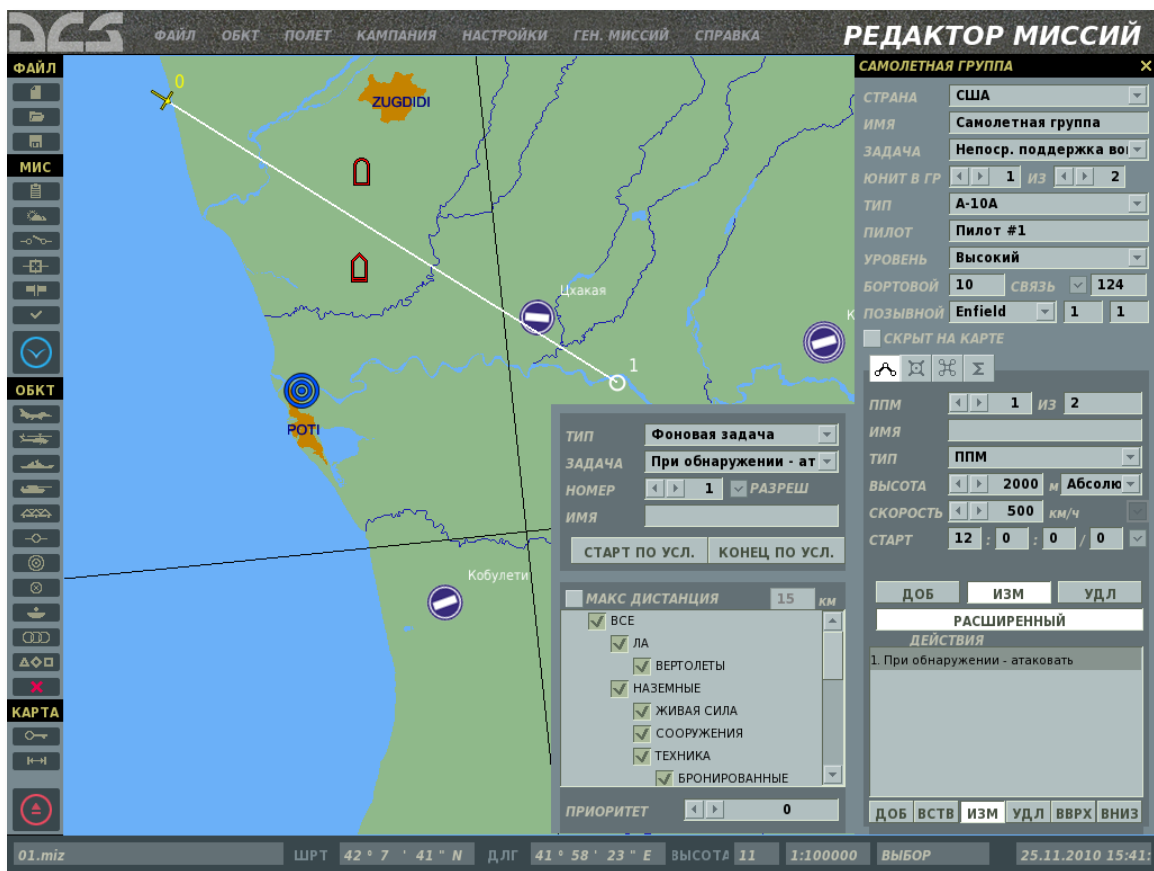 DCS ФАЙЛ ОБКТ ПОЛЕТ КАМПАНИЯ НАСТРОЙКИ ГЕН. МИССИЙ СПРАВКА РЕДАКТОР МИССИЙ
ФАЙЛ
МИС
ОБКТ
КАРТА
0
ZUGDIDI
Цхакая
1
POTI
Кобулети
К
ТИП Фоновая задача
ЗАДАЧА При обнаружении - ат
НОМЕР 1 РАЗРЕШ
ИМЯ
СТАРТ ПО УСЛ. КОНЕЦ ПО УСЛ.
МАКС ДИСТАНЦИЯ 15 КМ
ВСЕ
ЛА
ВЕРТОЛЕТЫ
НАЗЕМНЫЕ
ЖИВАЯ СИЛА
СООРУЖЕНИЯ
ТЕХНИКА
БРОНИРОВАННЫЕ
ПРИОРИТЕТ 0
САМОЛЕТНАЯ ГРУППА ×
СТРАНА США
ИМЯ Самолетная группа
ЗАДАЧА Непоср. поддержка во
ЮНИТ В ГР 1 ИЗ 2
ТИП A-10A
ПИЛОТ Пилот #1
УРОВЕНЬ Высокий
БОРТОВОЙ 10 СВЯЗЬ 124
ПОЗЫВНОЙ Enfield 1 1
СКРЫТ НА КАРТЕ
Σ
ППМ 1 ИЗ 2
ИМЯ
ТИП ППМ
ВЫСОТА 2000 м Абсолю
СКОРОСТЬ 500 км/ч
СТАРТ 12 : 0 : 0 / 0
ДОБ ИЗМ УДЛ
РАСШИРЕННЫЙ
ДЕЙСТВИЯ
1. При обнаружении - атаковать
ДОБ ВСТВ ИЗМ УДЛ ВВРХ ВНИЗ
01.miz ШРТ 42 ° 7 ' 41 " N ДЛГ 41 ° 58 ' 23 " E ВЫСОТА 11 1:100000 ВЫБОР 25.11.2010 15:41: